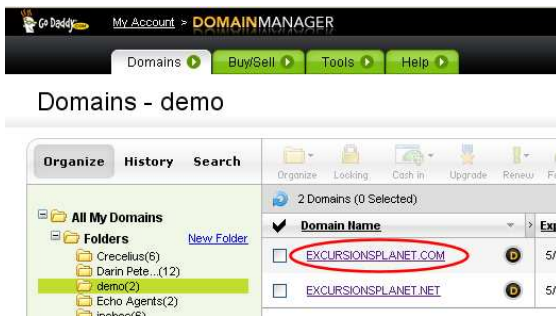 Go Daddy My Account > DOMAINMANAGER
Domains Buy/Sell Tools Help
Domains - demo
Organize History Search
Organize Locking Cash in Upgrade Renew
2 Domains (0 Selected)
All My Domains
Domain Name
Folders New Folder
Crecelius(6)
EXCURSIONSPLANET.COM D 5/
Darin Pete...(12)
demo(2)
EXCURSIONSPLANET.NET D 5/
Echo Agents(2)